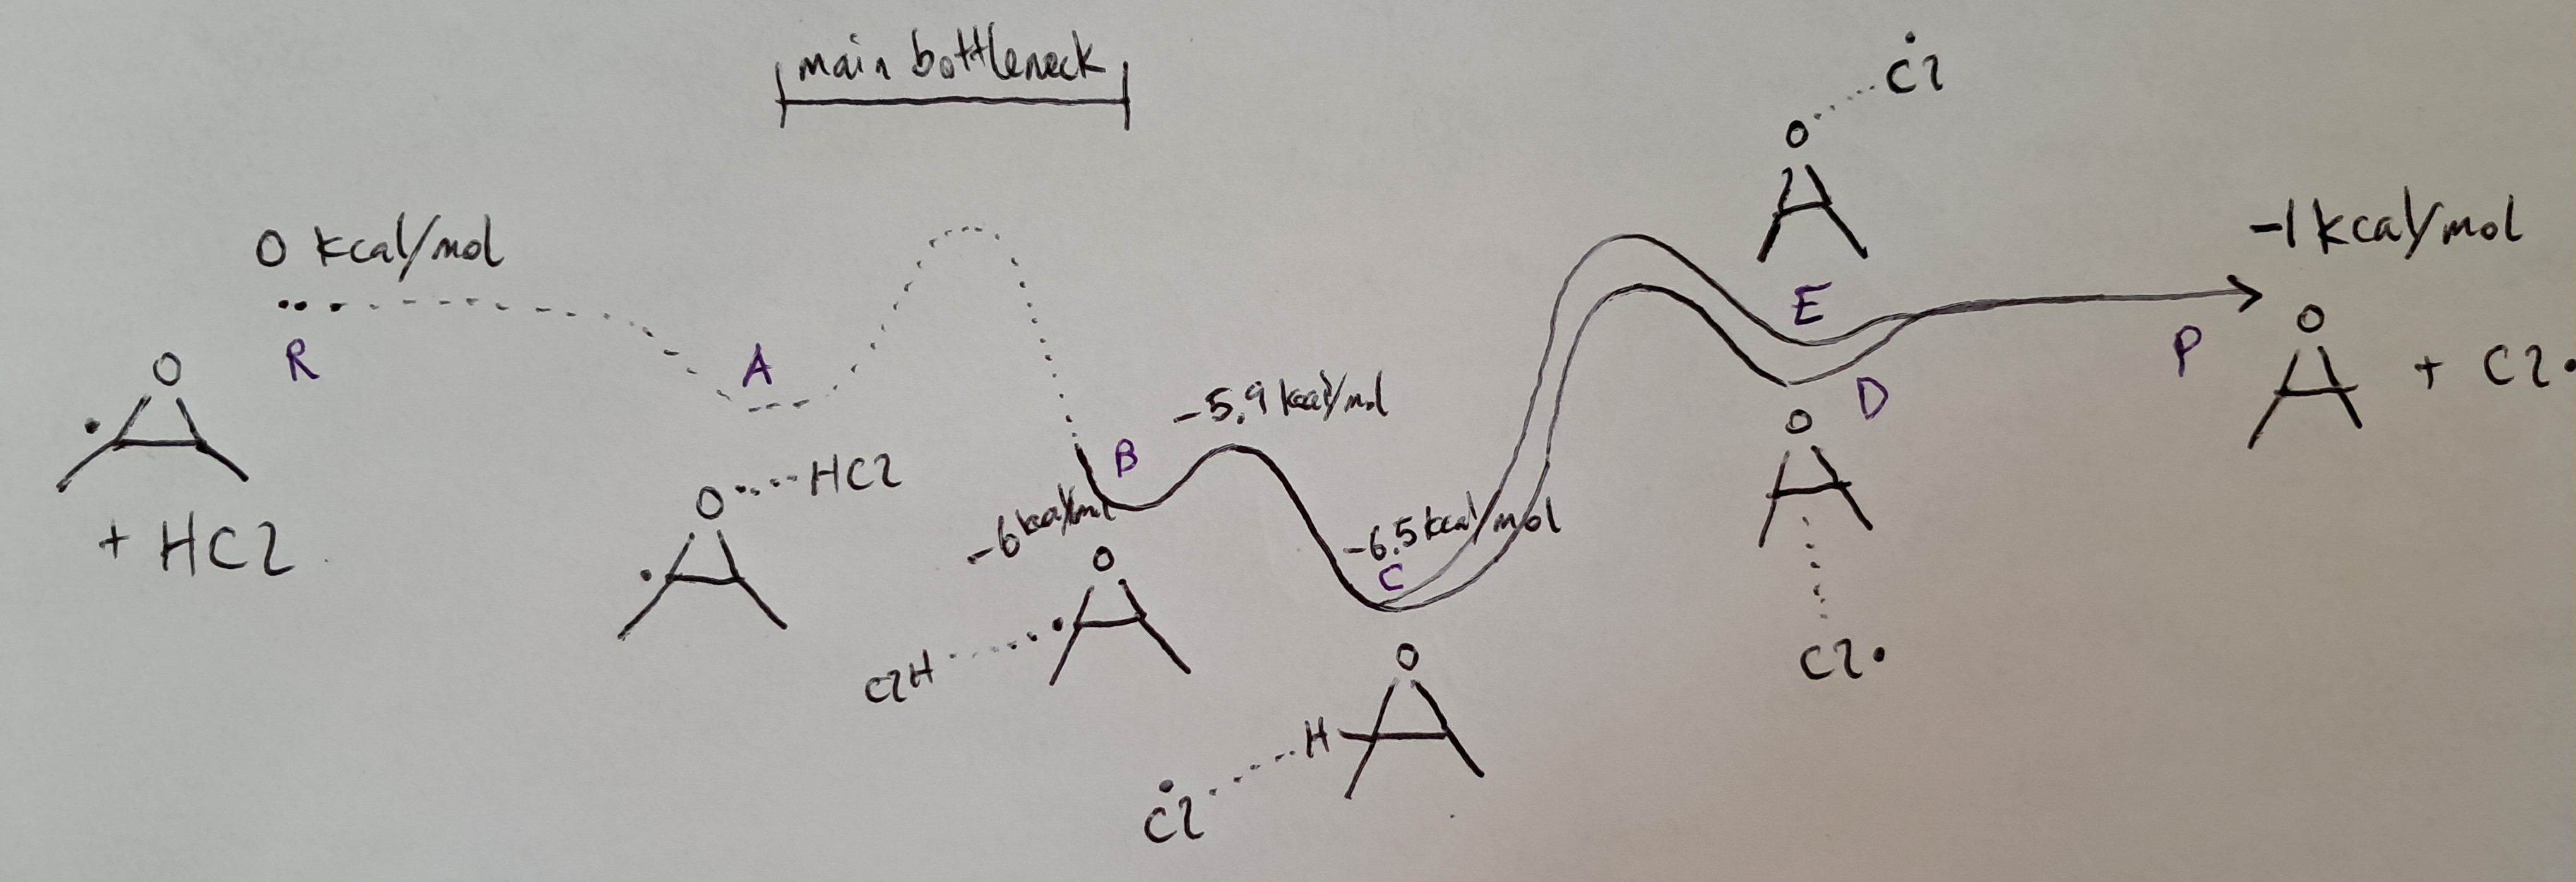 main bottleneck
0 kcal/mol
R
O
+ HCl
A
O HCl
B
-6 kcal/mol
O
ClH
-5.9 kcal/mol
-6.5 kcal/mol
C
O
H
Cl
Cl
O
E
D
O
Cl
-1 kcal/mol
P
O
+ Cl